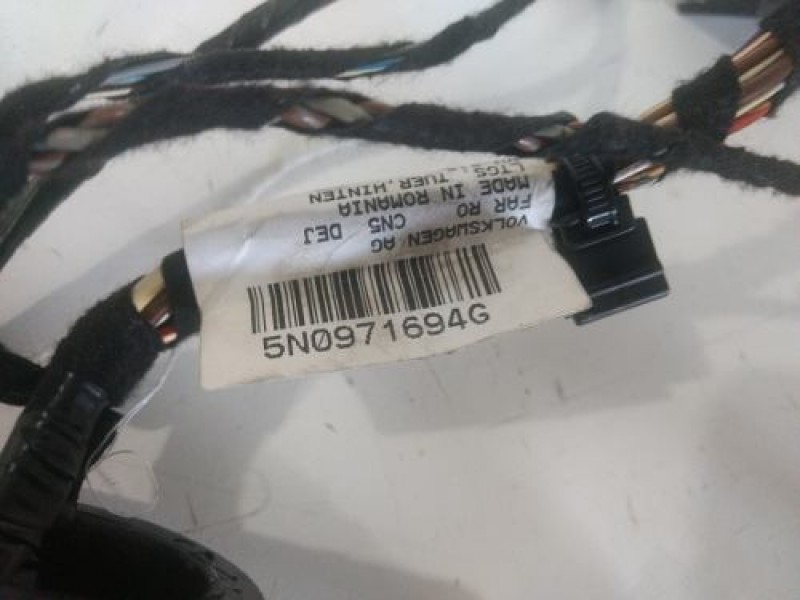 VOLKSWAGEN AG
FAR RO CN5 DEJ
MADE IN ROMANIA
LTGS TUER.HINTEN
5N0971694G